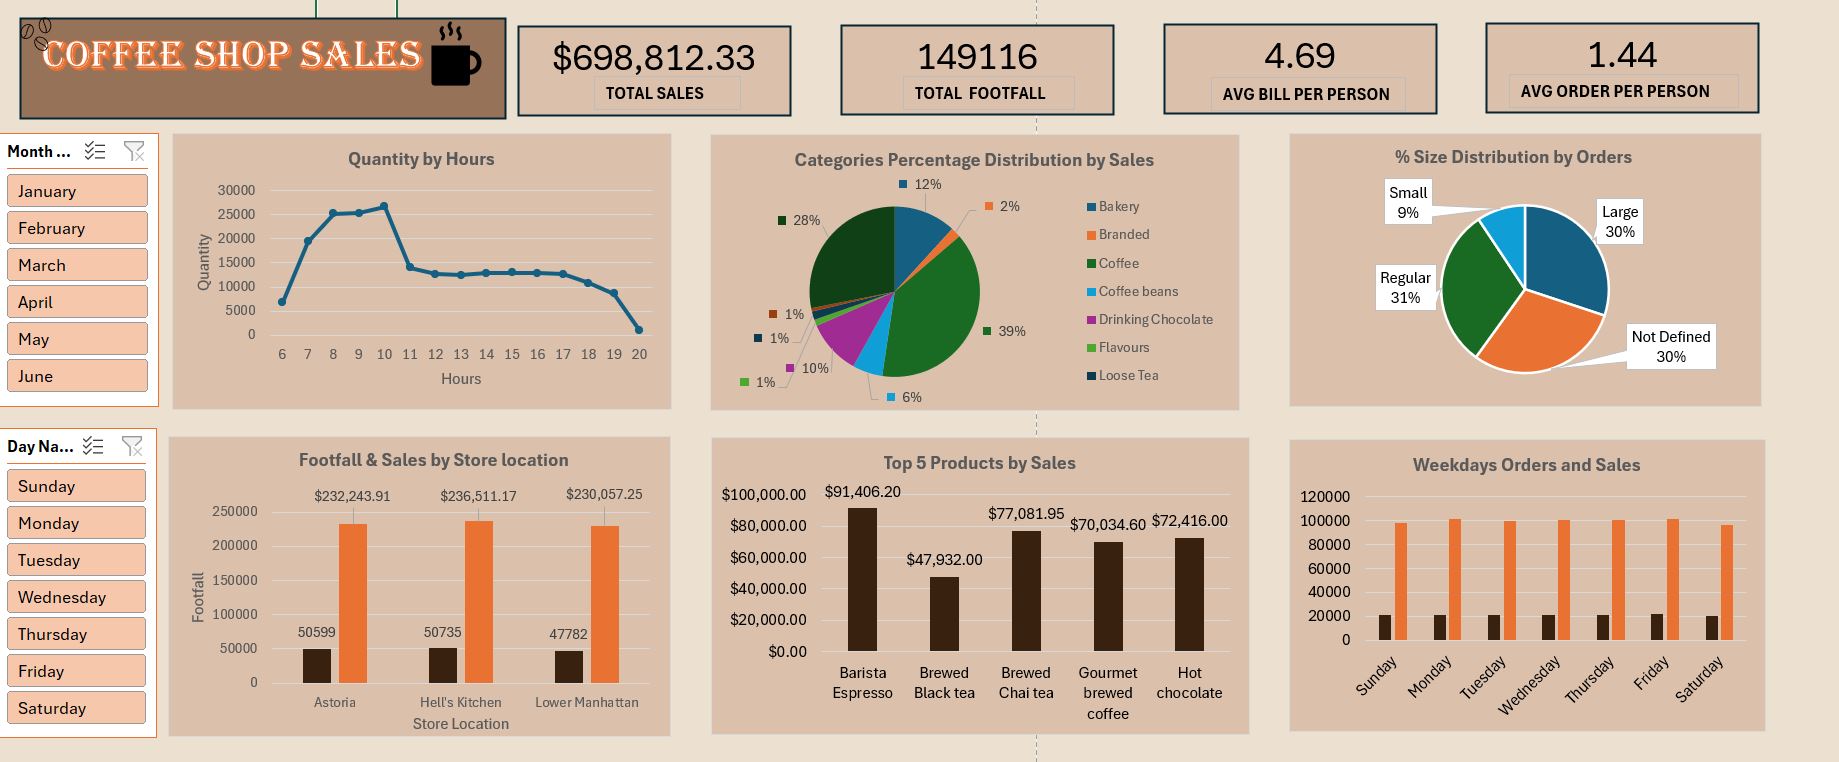 COFFEE SHOP SALES
$698,812.33
TOTAL SALES
149116
TOTAL FOOTFALL
4.69
AVG BILL PER PERSON
1.44
AVG ORDER PER PERSON
Month ...
January
February
March
April
May
June
Day Na...
Sunday
Monday
Tuesday
Wednesday
Thursday
Friday
Saturday
Quantity by Hours
Quantity
30000
25000
20000
15000
10000
5000
0
6 7 8 9 10 11 12 13 14 15 16 17 18 19 20
Hours
Categories Percentage Distribution by Sales
12%
2%
28%
39%
1%
1%
10%
1%
6%
Bakery
Branded
Coffee
Coffee beans
Drinking Chocolate
Flavours
Loose Tea
% Size Distribution by Orders
Small
9%
Large
30%
Regular
31%
Not Defined
30%
Footfall & Sales by Store location
Footfall
$232,243.91 $236,511.17 $230,057.25
250000
200000
150000
100000
50000
0
50599 50735 47782
Astoria Hell's Kitchen Lower Manhattan
Store Location
Top 5 Products by Sales
$100,000.00
$80,000.00
$60,000.00
$40,000.00
$20,000.00
$0.00
$91,406.20
$47,932.00
$77,081.95
$70,034.60
$72,416.00
Barista
Espresso
Brewed
Black tea
Brewed
Chai tea
Gourmet
brewed
coffee
Hot
chocolate
Weekdays Orders and Sales
120000
100000
80000
60000
40000
20000
0
Sunday
Monday
Tuesday
Wednesday
Thursday
Friday
Saturday